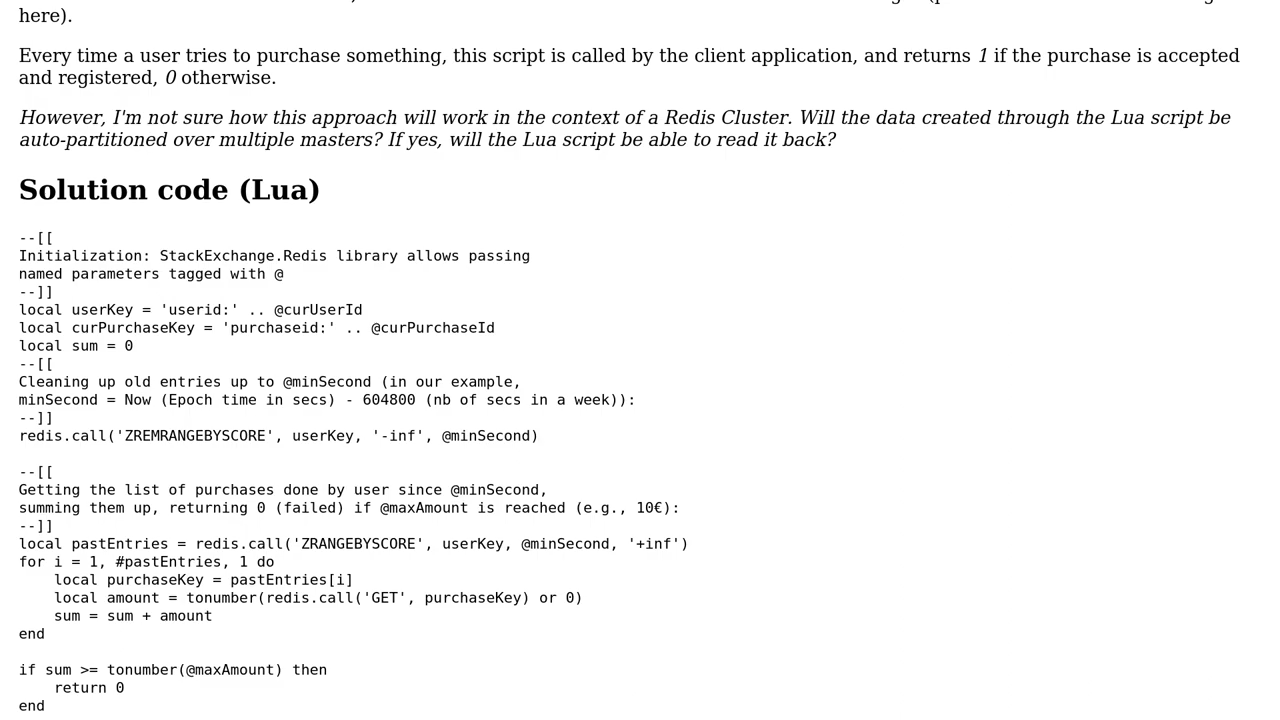 here).
Every time a user tries to purchase something, this script is called by the client application, and returns 1 if the purchase is accepted
and registered, 0 otherwise.
However, I'm not sure how this approach will work in the context of a Redis Cluster. Will the data created through the Lua script be
auto-partitioned over multiple masters? If yes, will the Lua script be able to read it back?
Solution code (Lua)
--[[
Initialization: StackExchange.Redis library allows passing
named parameters tagged with @
--]]
local userKey = 'userid:' .. @curUserId
local curPurchaseKey = 'purchaseid:' .. @curPurchaseId
local sum = 0
--[[
Cleaning up old entries up to @minSecond (in our example,
minSecond = Now (Epoch time in secs) - 604800 (nb of secs in a week)):
--]]
redis.call('ZREMRANGEBYSCORE', userKey, '-inf', @minSecond)

--[[
Getting the list of purchases done by user since @minSecond,
summing them up, returning 0 (failed) if @maxAmount is reached (e.g., 10€):
--]]
local pastEntries = redis.call('ZRANGEBYSCORE', userKey, @minSecond, '+inf')
for i = 1, #pastEntries, 1 do
    local purchaseKey = pastEntries[i]
    local amount = tonumber(redis.call('GET', purchaseKey) or 0)
    sum = sum + amount
end

if sum >= tonumber(@maxAmount) then
    return 0
end